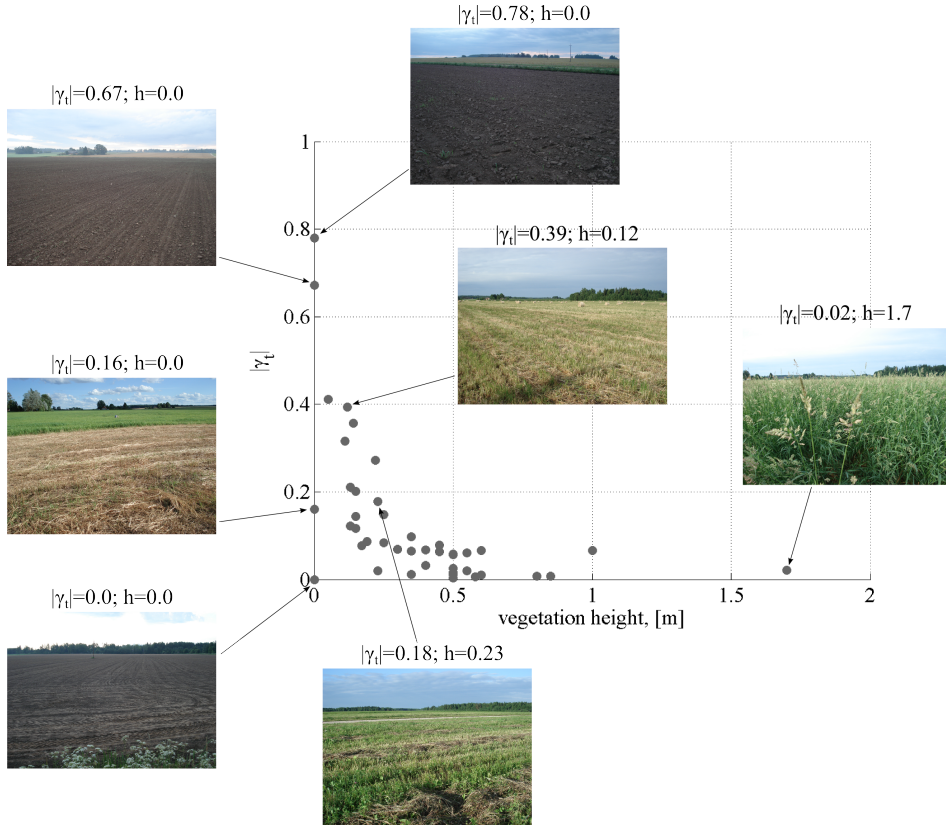 |γt|=0.78; h=0.0
|γt|=0.67; h=0.0
1
0.8
|γt|=0.39; h=0.12
0.6
|γt|=0.02; h=1.7
|γt|=0.16; h=0.0
|γt|
0.4
0.2
0
0 0.5 1 1.5 2
|γt|=0.0; h=0.0
vegetation height, [m]
|γt|=0.18; h=0.23